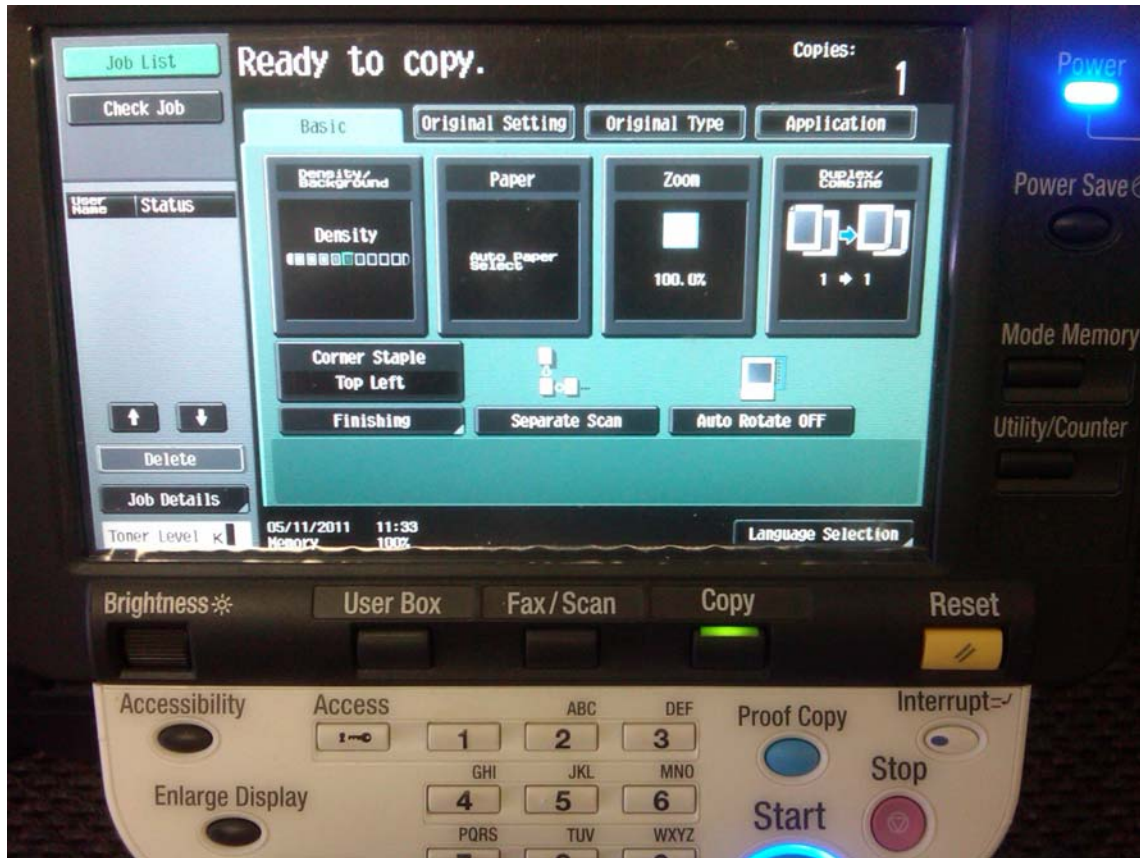 Job List
Check Job
Ready to copy.
Copies:
1
Basic
Original Setting
Original Type
Application
Density/
Background
Paper
Zoom
Duplex/
Combine
User
Name
Status
Density
Auto Paper
Select
100.0%
1 → 1
Corner Staple
Top Left
Finishing
Separate Scan
Auto Rotate OFF
Delete
Job Details
Toner Level K
05/11/2011 11:33
Memory 100%
Language Selection
Power
Power Save
Mode Memory
Utility/Counter
Brightness
User Box
Fax/Scan
Copy
Reset
Accessibility
Access
Enlarge Display
1
ABC
2
DEF
3
GHI
4
JKL
5
MNO
6
PQRS
TUV
WXYZ
Proof Copy
Interrupt
Stop
Start